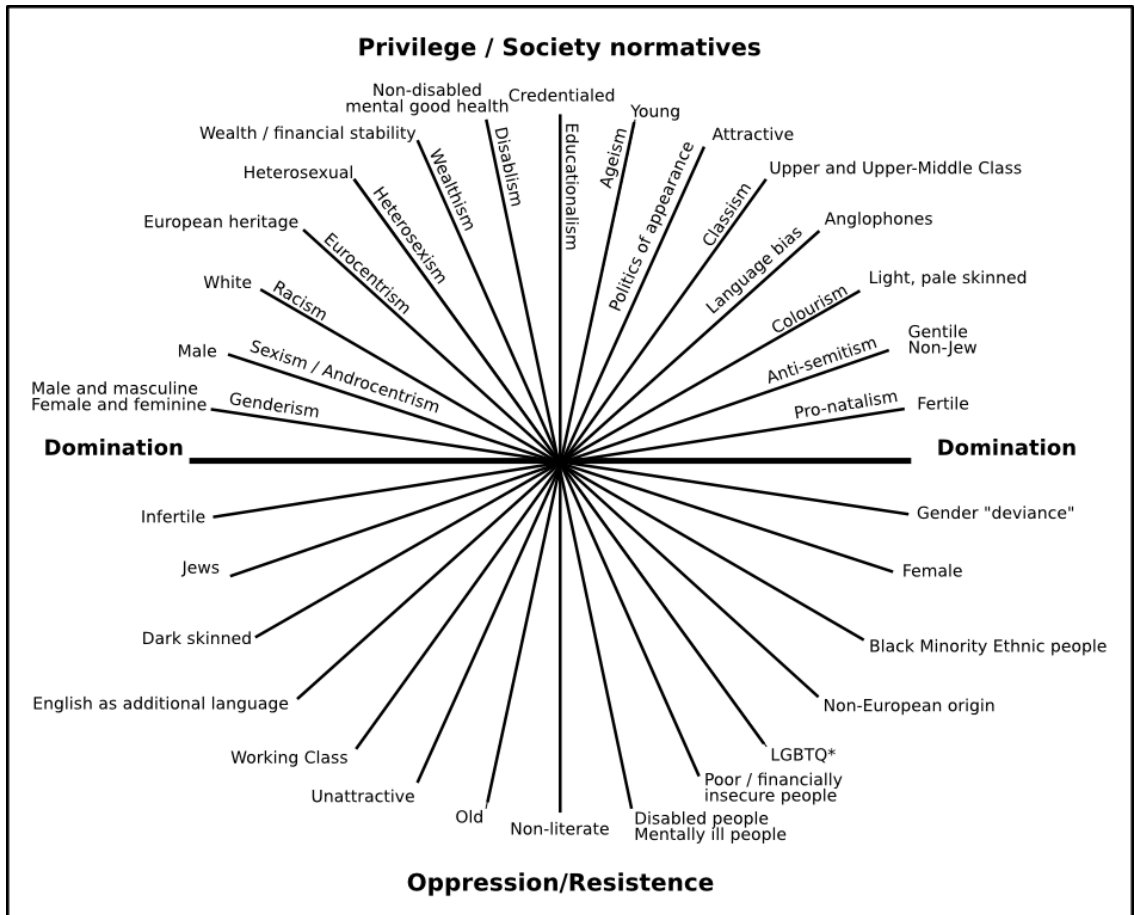 Privilege / Society normatives
Non-disabled
mental good health
Credentialed
Young
Wealth / financial stability
Attractive
Heterosexual
Upper and Upper-Middle Class
European heritage
Anglophones
White
Light, pale skinned
Male
Gentile
Non-Jew
Male and masculine
Female and feminine
Fertile
Genderism
Sexism / Androcentrism
Racism
Eurocentrism
Heterosexism
Wealthism
Disablism
Educationalism
Ageism
Politics of appearance
Classism
Language bias
Colourism
Anti-semitism
Pro-natalism
Domination
Domination
Infertile
Gender "deviance"
Jews
Female
Dark skinned
Black Minority Ethnic people
English as additional language
Non-European origin
Working Class
LGBTQ*
Unattractive
Poor / financially
insecure people
Old
Non-literate
Disabled people
Mentally ill people
Oppression/Resistence